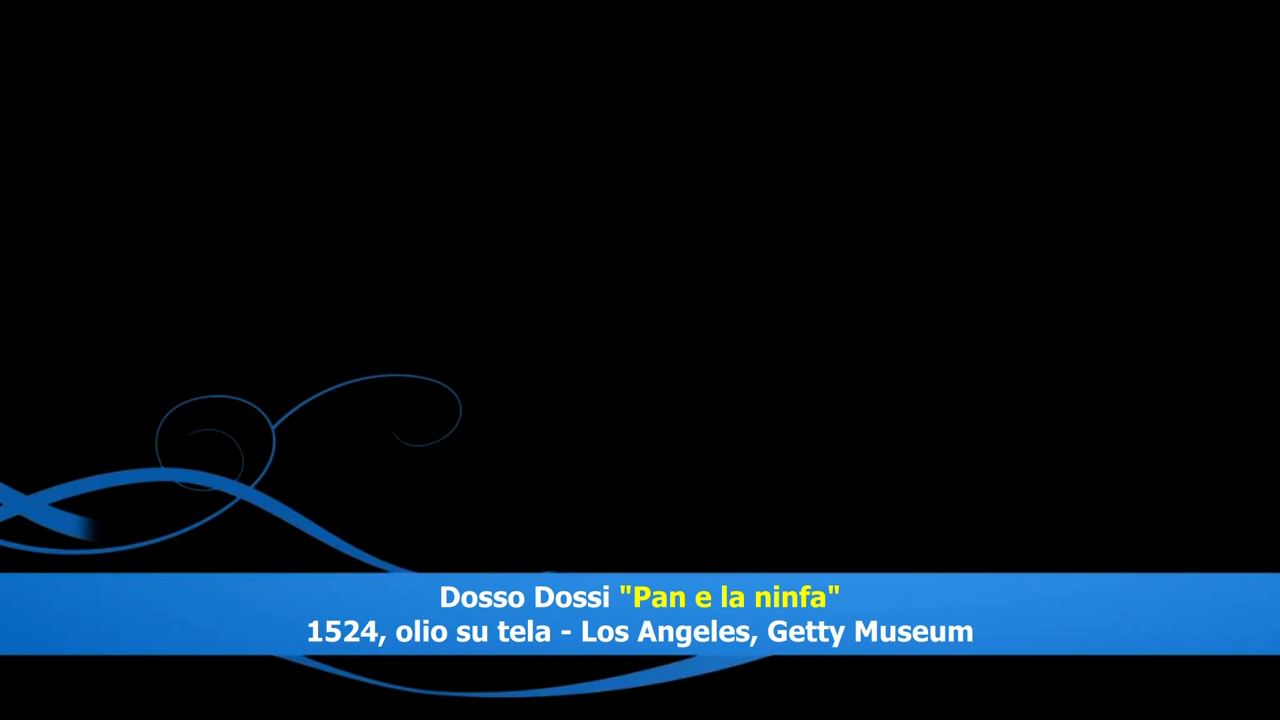 Dosso Dossi "Pan e la ninfa"
1524, olio su tela - Los Angeles, Getty Museum